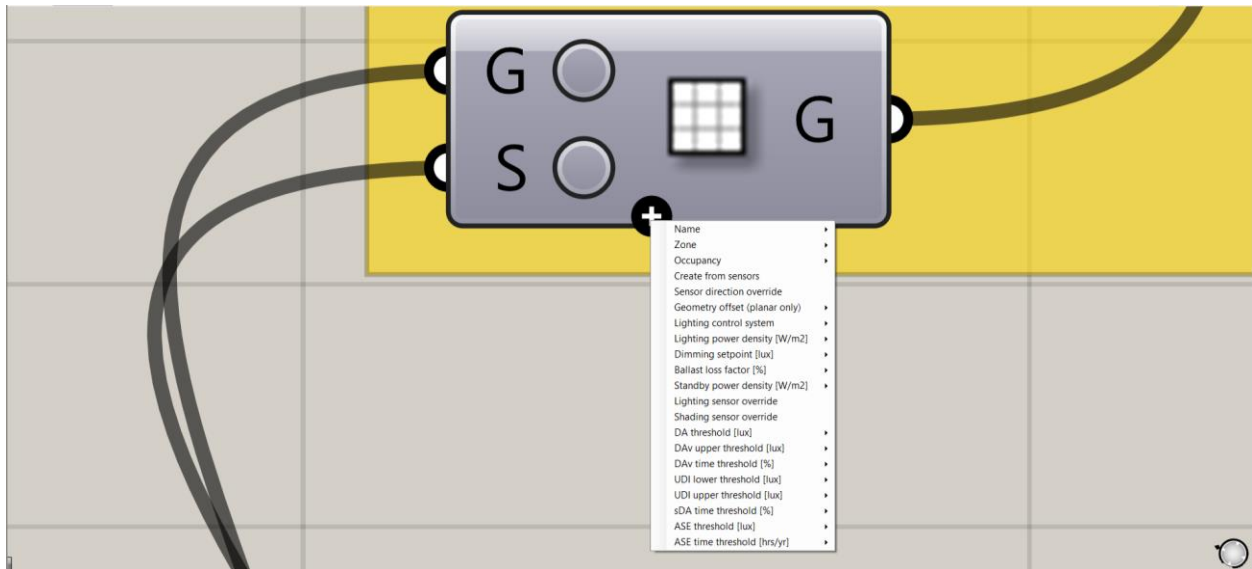 G
G
S
Name
Zone
Occupancy
Create from sensors
Sensor direction override
Geometry offset (planar only)
Lighting control system
Lighting power density [W/m2]
Dimming setpoint [lux]
Ballast loss factor [%]
Standby power density [W/m2]
Lighting sensor override
Shading sensor override
DA threshold [lux]
DAv upper threshold [lux]
DAv time threshold [%]
UDI lower threshold [lux]
UDI upper threshold [lux]
sDA time threshold [%]
ASE threshold [lux]
ASE time threshold [hrs/yr]